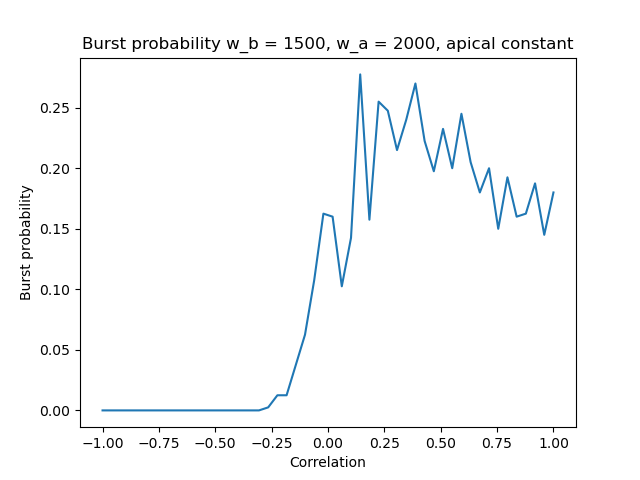 Burst probability w_b = 1500, w_a = 2000, apical constant
Burst probability
0.25
0.20
0.15
0.10
0.05
0.00
−1.00 −0.75 −0.50 −0.25 0.00 0.25 0.50 0.75 1.00
Correlation